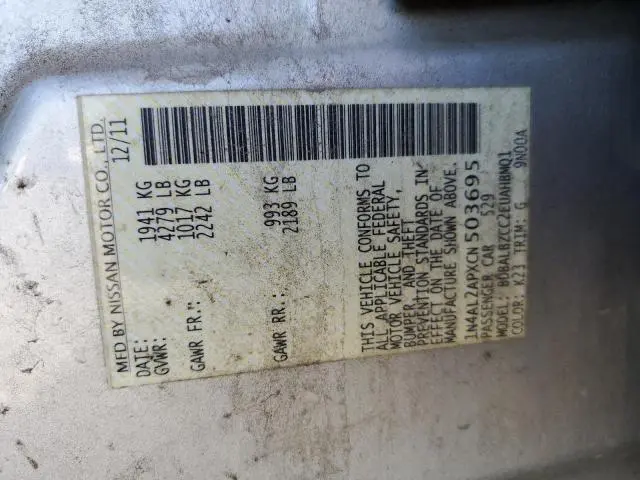 MFD BY NISSAN MOTOR CO., LTD.
DATE: 12/11
GVWR: 1941 KG
4279 LB
GAWR FR.: 1017 KG
2242 LB
GAWR RR.: 993 KG
2189 LB
THIS VEHICLE CONFORMS TO
ALL APPLICABLE FEDERAL
MOTOR VEHICLE SAFETY,
BUMPER, AND THEFT
PREVENTION STANDARDS IN
EFFECT ON THE DATE OF
MANUFACTURE SHOWN ABOVE.
1N4AL2APXCN503695
PASSENGER CAR 529
MODEL: BDBALBZCC2EUAHBMQ1
COLOR: K23 TRIM: G 9N00A